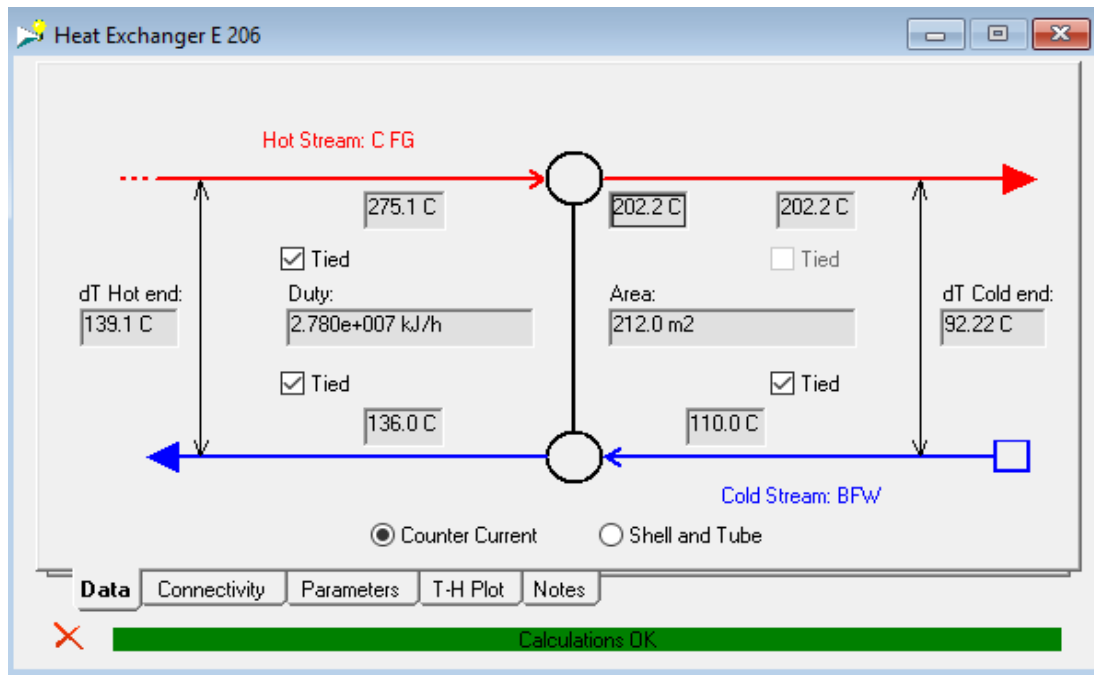 Heat Exchanger E 206
Hot Stream: C FG
275.1 C
202.2 C
202.2 C
Tied
Tied
dT Hot end:
139.1 C
Duty:
2.780e+007 kJ/h
Area:
212.0 m2
dT Cold end:
92.22 C
Tied
Tied
136.0 C
110.0 C
Cold Stream: BFW
Counter Current
Shell and Tube
Data
Connectivity
Parameters
T-H Plot
Notes
Calculations OK